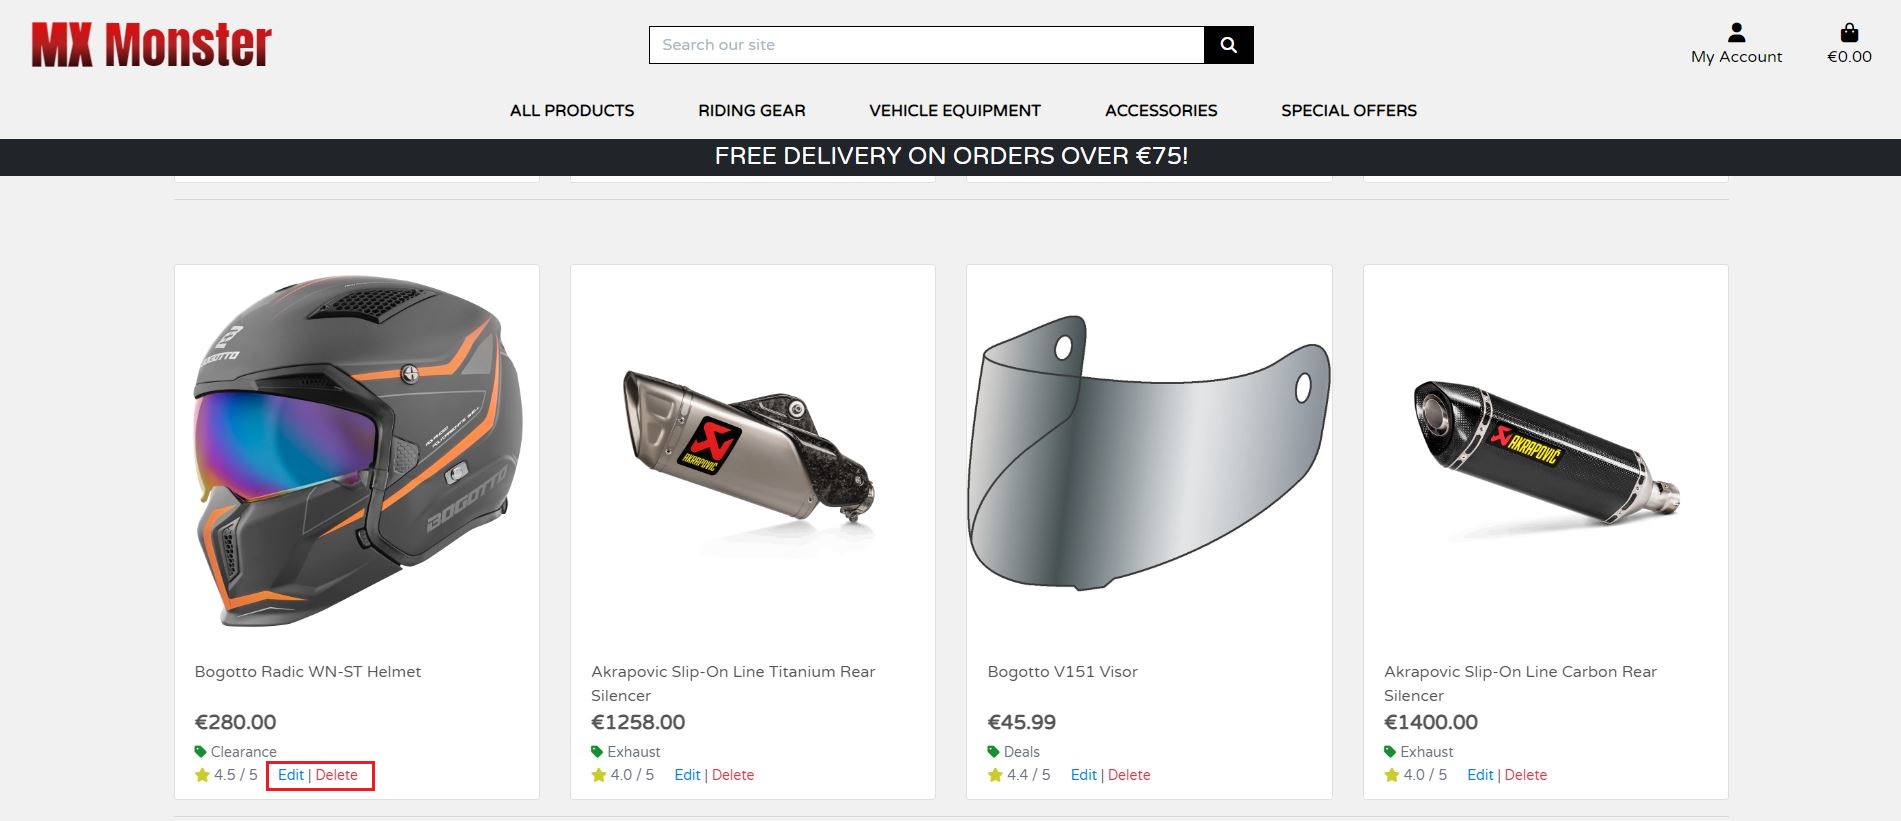 MX Monster
Search our site
My Account
€0.00
ALL PRODUCTS
RIDING GEAR
VEHICLE EQUIPMENT
ACCESSORIES
SPECIAL OFFERS
FREE DELIVERY ON ORDERS OVER €75!
BOGOTTO
BOGOTTO
AKRAPOVIČ
AKRAPOVIČ
Bogotto Radic WN-ST Helmet
€280.00
Clearance
4.5 / 5 Edit | Delete
Akrapovic Slip-On Line Titanium Rear
Silencer
€1258.00
Exhaust
4.0 / 5 Edit | Delete
Bogotto V151 Visor
€45.99
Deals
4.4 / 5 Edit | Delete
Akrapovic Slip-On Line Carbon Rear
Silencer
€1400.00
Exhaust
4.0 / 5 Edit | Delete